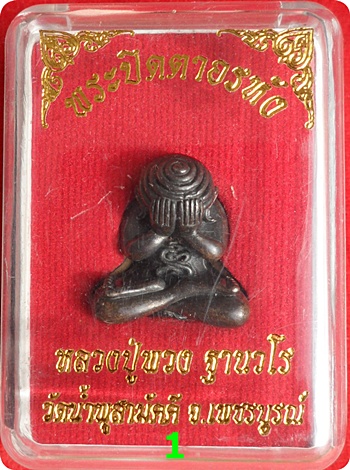 พระปิดตาอรหัง
หลวงปู่พวง ฐานวโร
วัดน้ำพุสามัคคี จ.เพชรบูรณ์
1